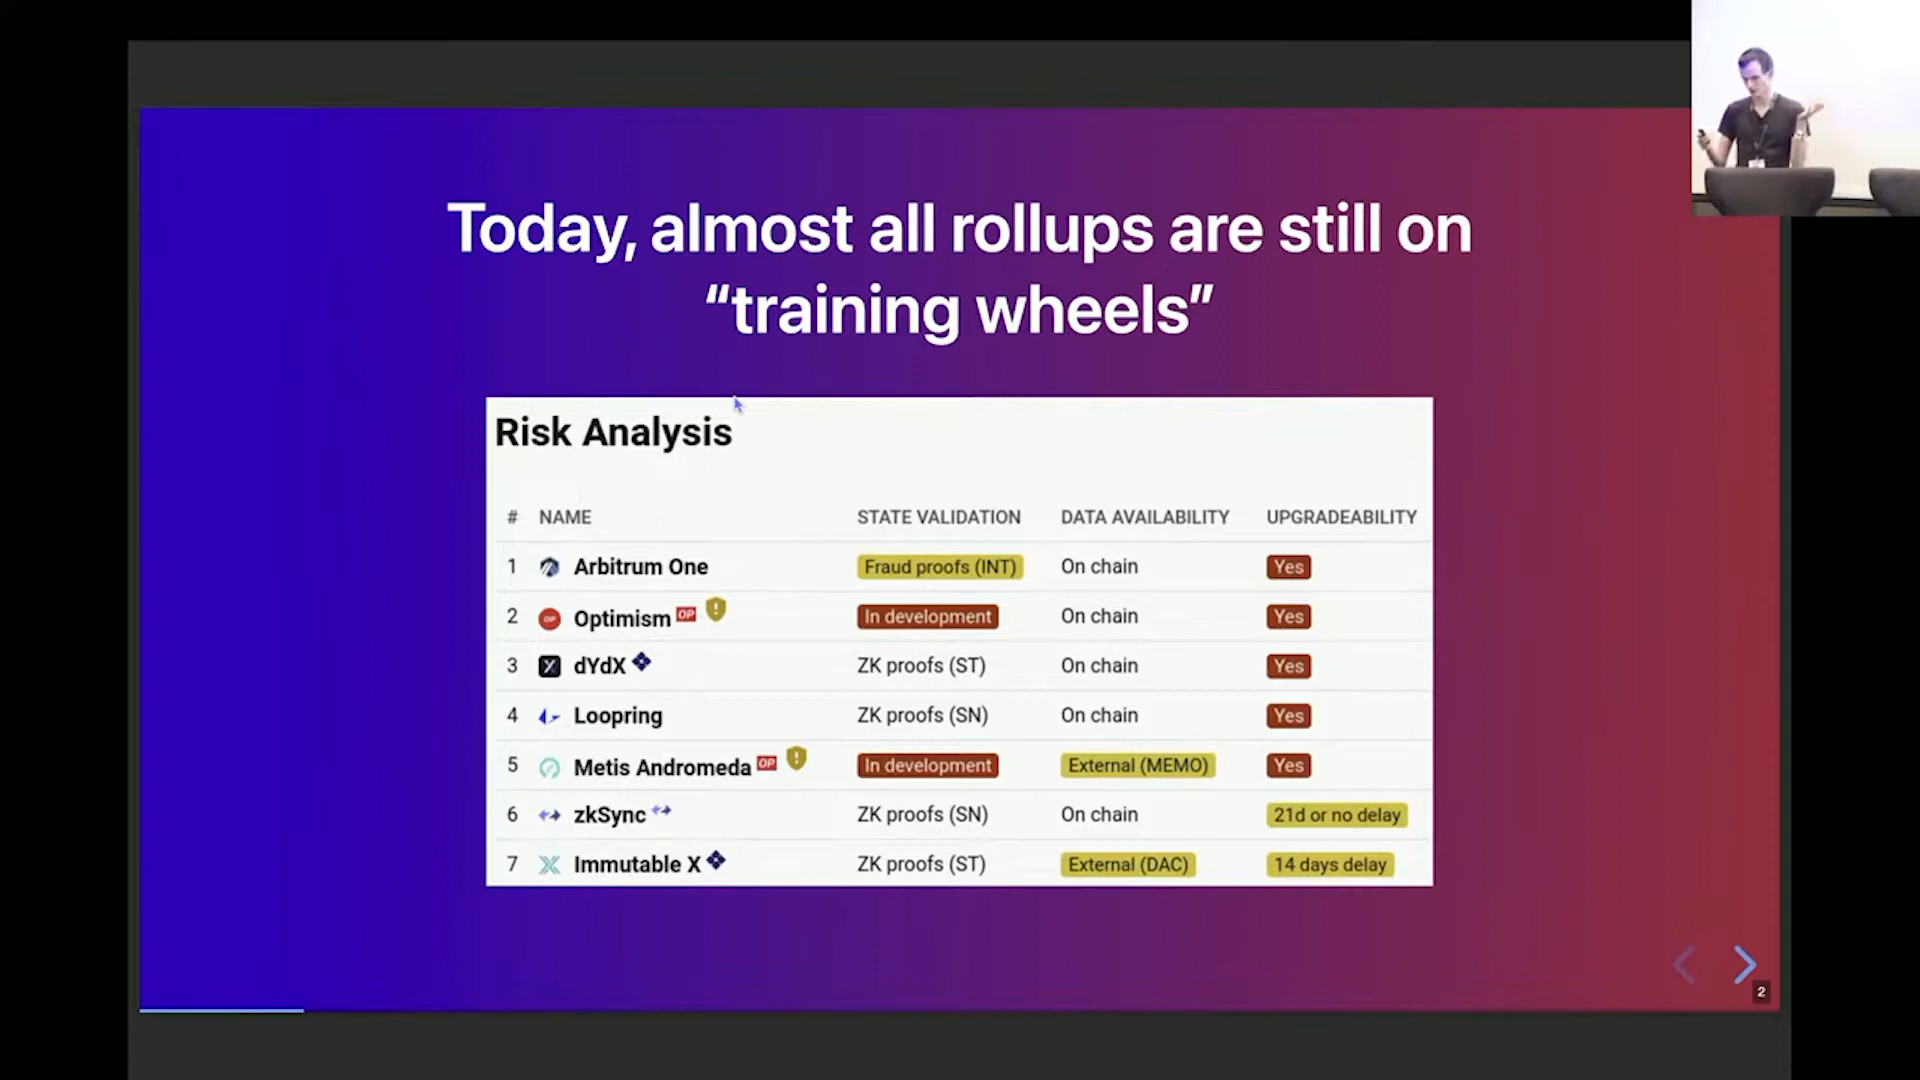 Today, almost all rollups are still on
“training wheels”
Risk Analysis
# NAME STATE VALIDATION DATA AVAILABILITY UPGRADEABILITY
1 Arbitrum One Fraud proofs (INT) On chain Yes
2 OP Optimism OP In development On chain Yes
3 dYdX ZK proofs (ST) On chain Yes
4 Loopring ZK proofs (SN) On chain Yes
5 Metis Andromeda OP In development External (MEMO) Yes
6 zkSync ZK proofs (SN) On chain 21d or no delay
7 Immutable X ZK proofs (ST) External (DAC) 14 days delay
2